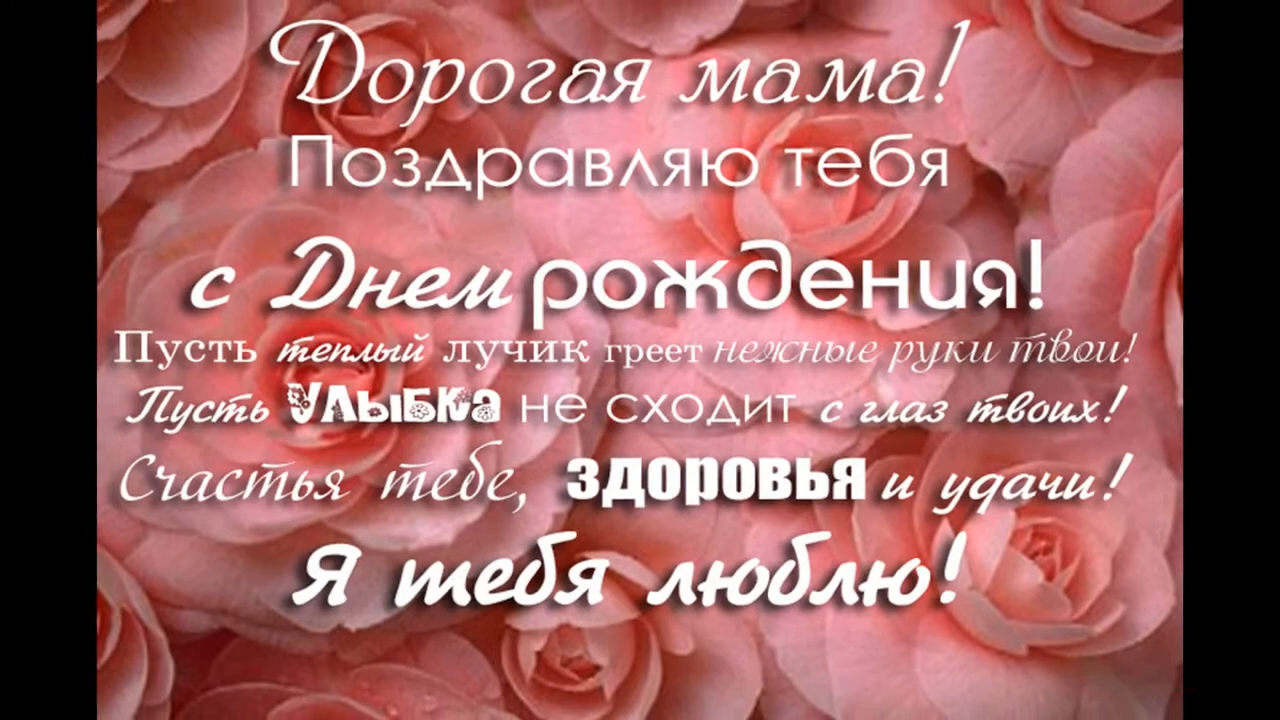 Дорогая мама!
Поздравляю тебя
с Днем рождения!
Пусть теплый лучик греет нежные руки твои!
Пусть улыбка не сходит с глаз твоих!
Счастья тебе, здоровья и удачи!
Я тебя люблю!